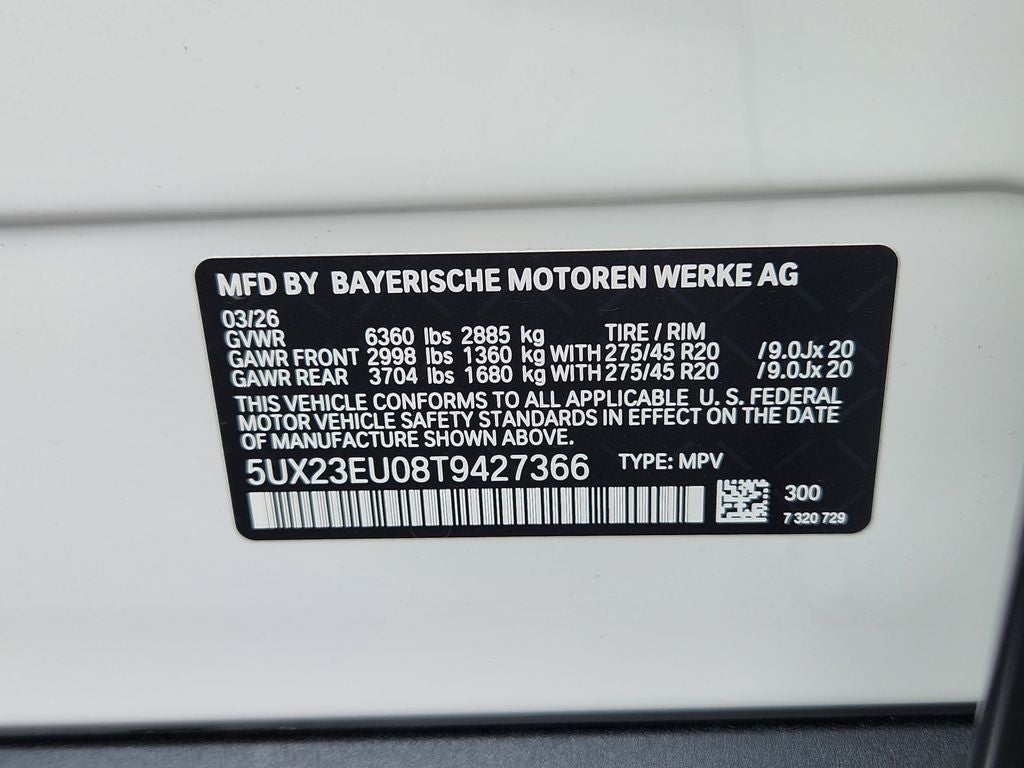 MFD BY BAYERISCHE MOTOREN WERKE AG
03/26
GVWR 6360 lbs 2885 kg TIRE / RIM
GAWR FRONT 2998 lbs 1360 kg WITH 275/45 R20 / 9.0Jx 20
GAWR REAR 3704 lbs 1680 kg WITH 275/45 R20 / 9.0Jx 20
THIS VEHICLE CONFORMS TO ALL APPLICABLE U. S. FEDERAL
MOTOR VEHICLE SAFETY STANDARDS IN EFFECT ON THE DATE
OF MANUFACTURE SHOWN ABOVE.
5UX23EU08T9427366 TYPE: MPV
300
7 320 729